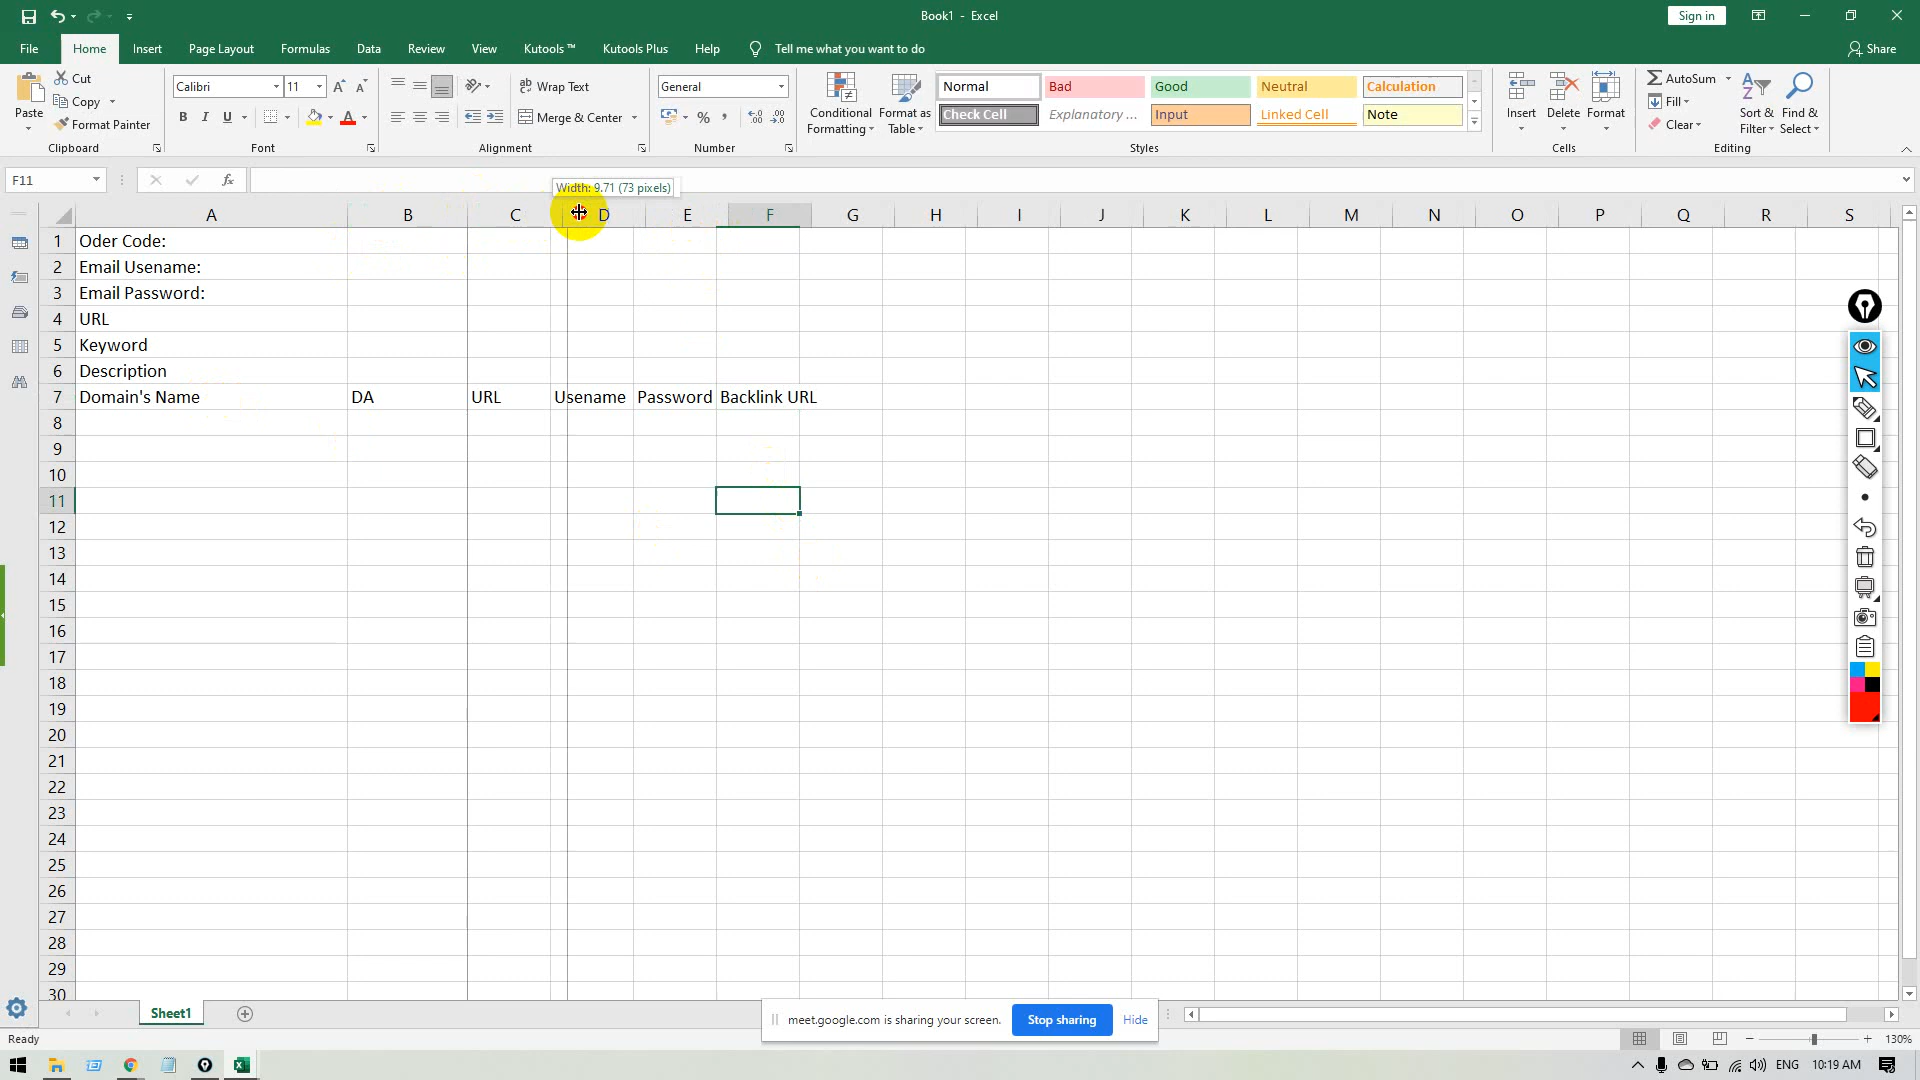 Book1 - Excel
Sign in
File Home Insert Page Layout Formulas Data Review View Kutools™ Kutools Plus Help Tell me what you want to do
Share
Paste
Cut
Copy
Format Painter
Clipboard
Calibri 11
B I U A
Font
Wrap Text
Merge & Center
Alignment
General
%
Number
Conditional Formatting
Format as Table
Normal Bad Good Neutral Calculation
Check Cell Explanatory ... Input Linked Cell Note
Styles
Insert Delete Format
Cells
AutoSum
Fill
Clear
Sort & Filter
Find & Select
Editing
F11
fx
Width: 9.71 (73 pixels)
A B C D E F G H I J K L M N O P Q R S
1 Oder Code:
2 Email Usename:
3 Email Password:
4 URL
5 Keyword
6 Description
7 Domain's Name DA URL Usename Password Backlink URL
8
9
10
11
12
13
14
15
16
17
18
19
20
21
22
23
24
25
26
27
28
29
30
Sheet1
meet.google.com is sharing your screen. Stop sharing Hide
Ready
130%
ENG 10:19 AM